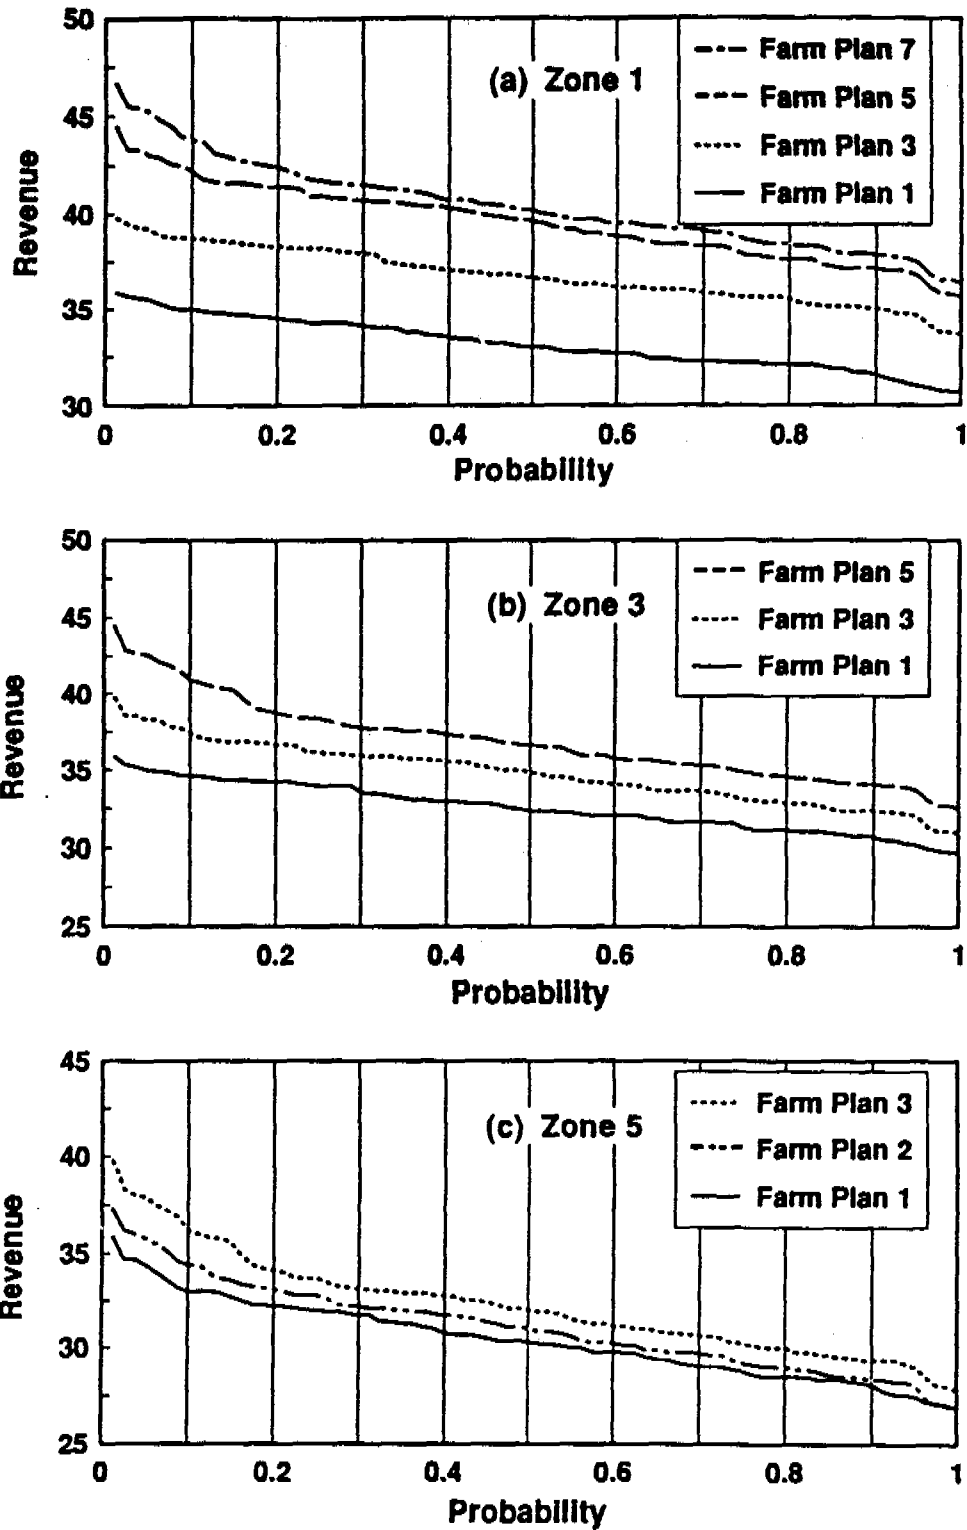 50
45
40
35
30
Revenue
(a) Zone 1
Farm Plan 7
Farm Plan 5
Farm Plan 3
Farm Plan 1
0 0.2 0.4 0.6 0.8 1
Probability
50
45
40
35
30
25
Revenue
(b) Zone 3
Farm Plan 5
Farm Plan 3
Farm Plan 1
0 0.2 0.4 0.6 0.8 1
Probability
45
40
35
30
25
Revenue
(c) Zone 5
Farm Plan 3
Farm Plan 2
Farm Plan 1
0 0.2 0.4 0.6 0.8 1
Probability